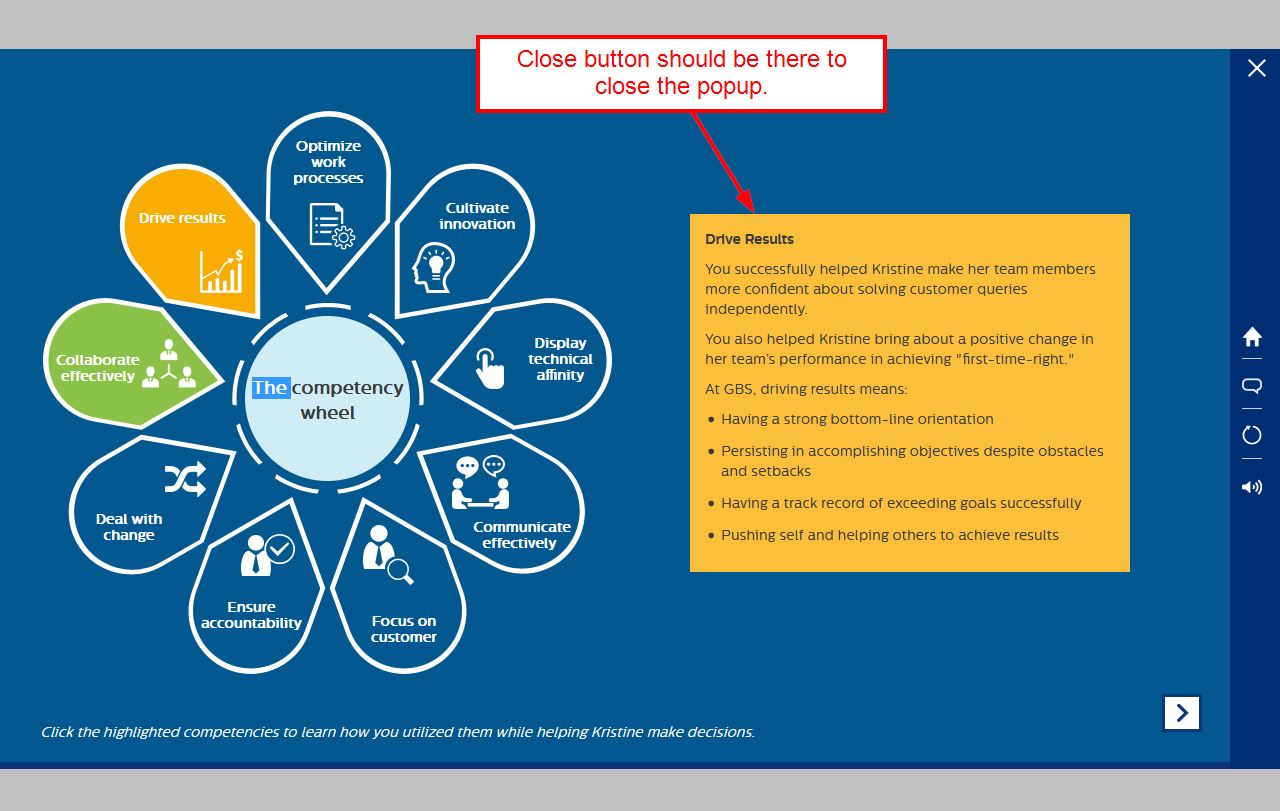 Close button should be there to
close the popup.
Optimize
work
processes
Drive results
Cultivate
innovation
Collaborate
effectively
Display
technical
affinity
The competency
wheel
Deal with
change
Communicate
effectively
Ensure
accountability
Focus on
customer
Drive Results
You successfully helped Kristine make her team members
more confident about solving customer queries
independently.
You also helped Kristine bring about a positive change in
her team's performance in achieving "first-time-right."
At GBS, driving results means:
• Having a strong bottom-line orientation
• Persisting in accomplishing objectives despite obstacles
and setbacks
• Having a track record of exceeding goals successfully
• Pushing self and helping others to achieve results
Click the highlighted competencies to learn how you utilized them while helping Kristine make decisions.